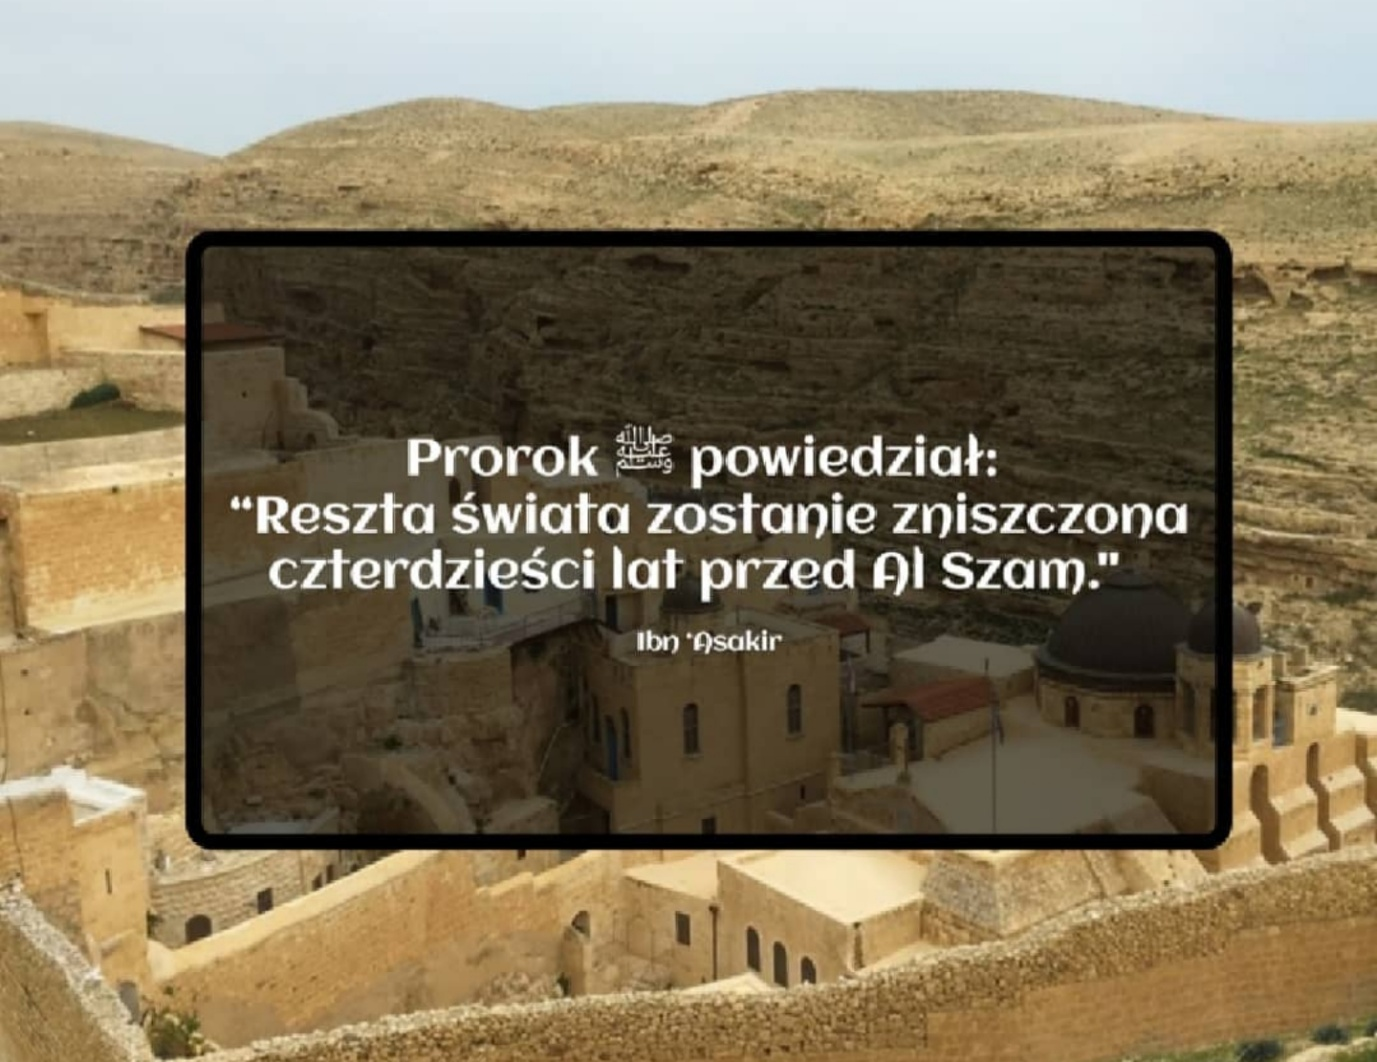 Prorok ﷺ powiedział:
“Reszta świata zostanie zniszczona
czterdzieści lat przed Al Szam."
Ibn 'Asakir